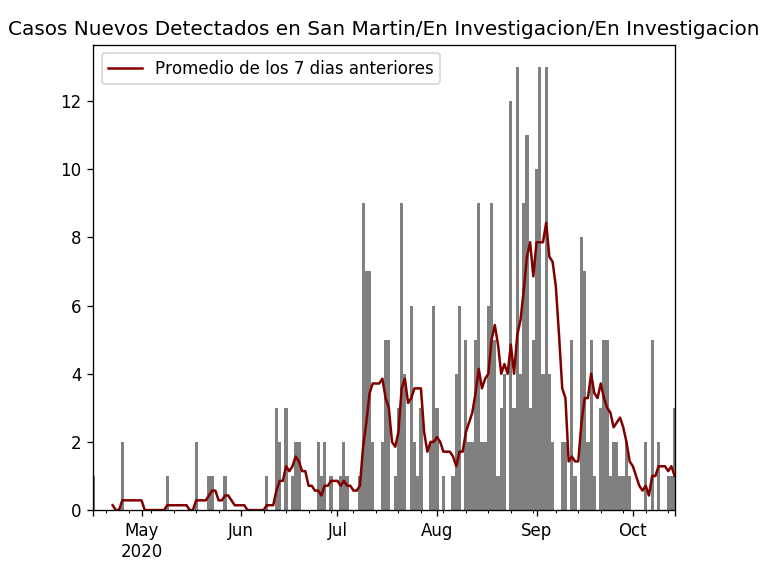 Casos Nuevos Detectados en San Martin/En Investigacion/En Investigacion
Promedio de los 7 dias anteriores
12
10
8
6
4
2
0
May Jun Jul Aug Sep Oct
2020